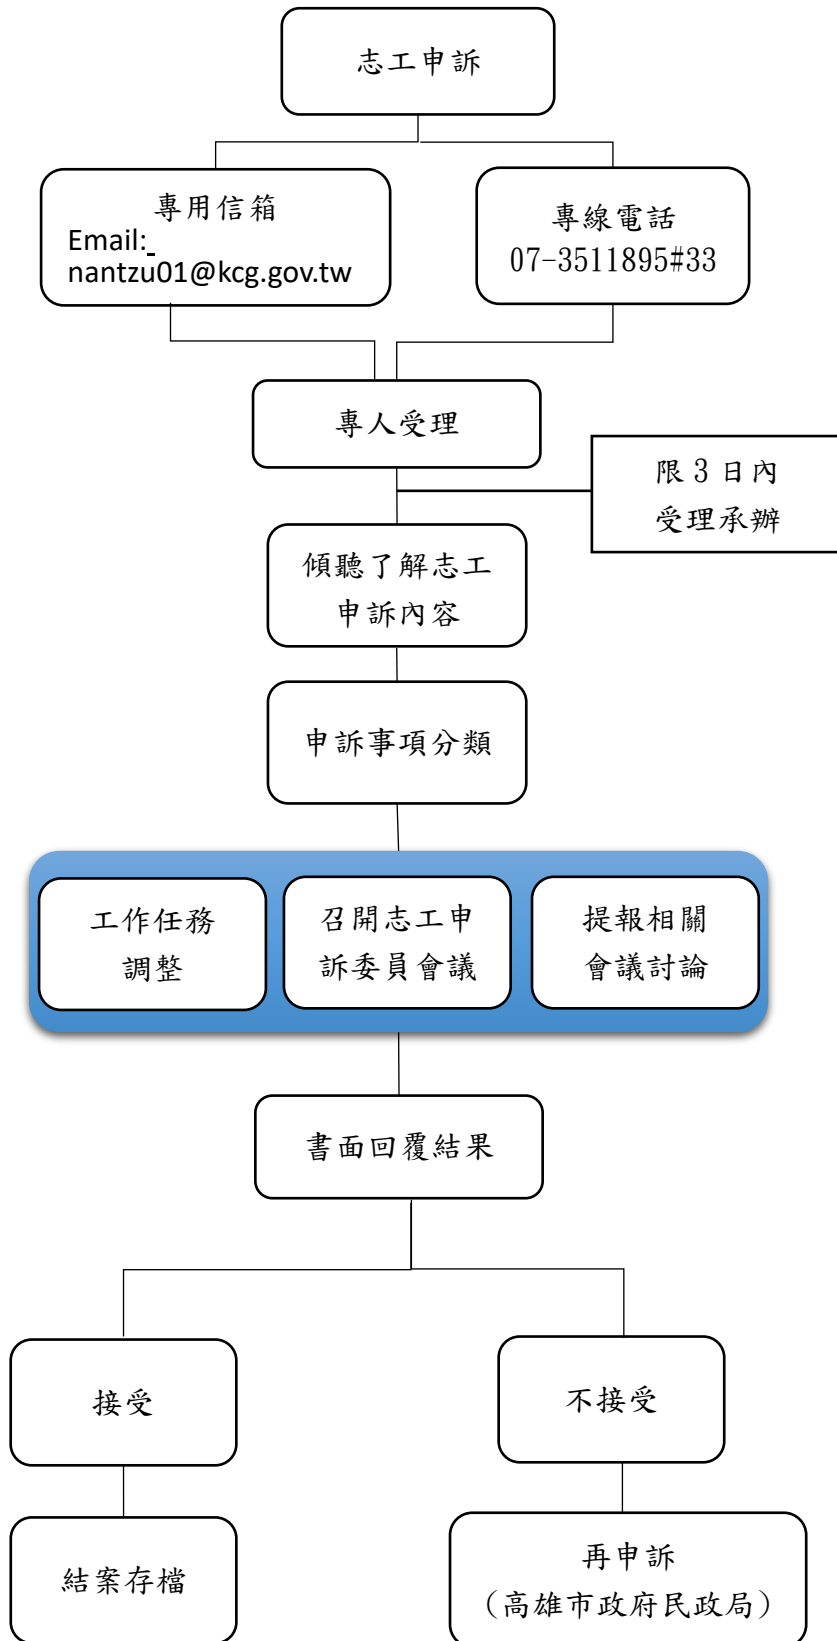 志工申訴
專用信箱
Email:
nantzu01@kcg.gov.tw
專線電話
07-3511895#33
專人受理
限3日內
受理承辦
傾聽了解志工
申訴內容
申訴事項分類
工作任務
調整
召開志工申
訴委員會議
提報相關
會議討論
書面回覆結果
接受
不接受
結案存檔
再申訴
（高雄市政府民政局）